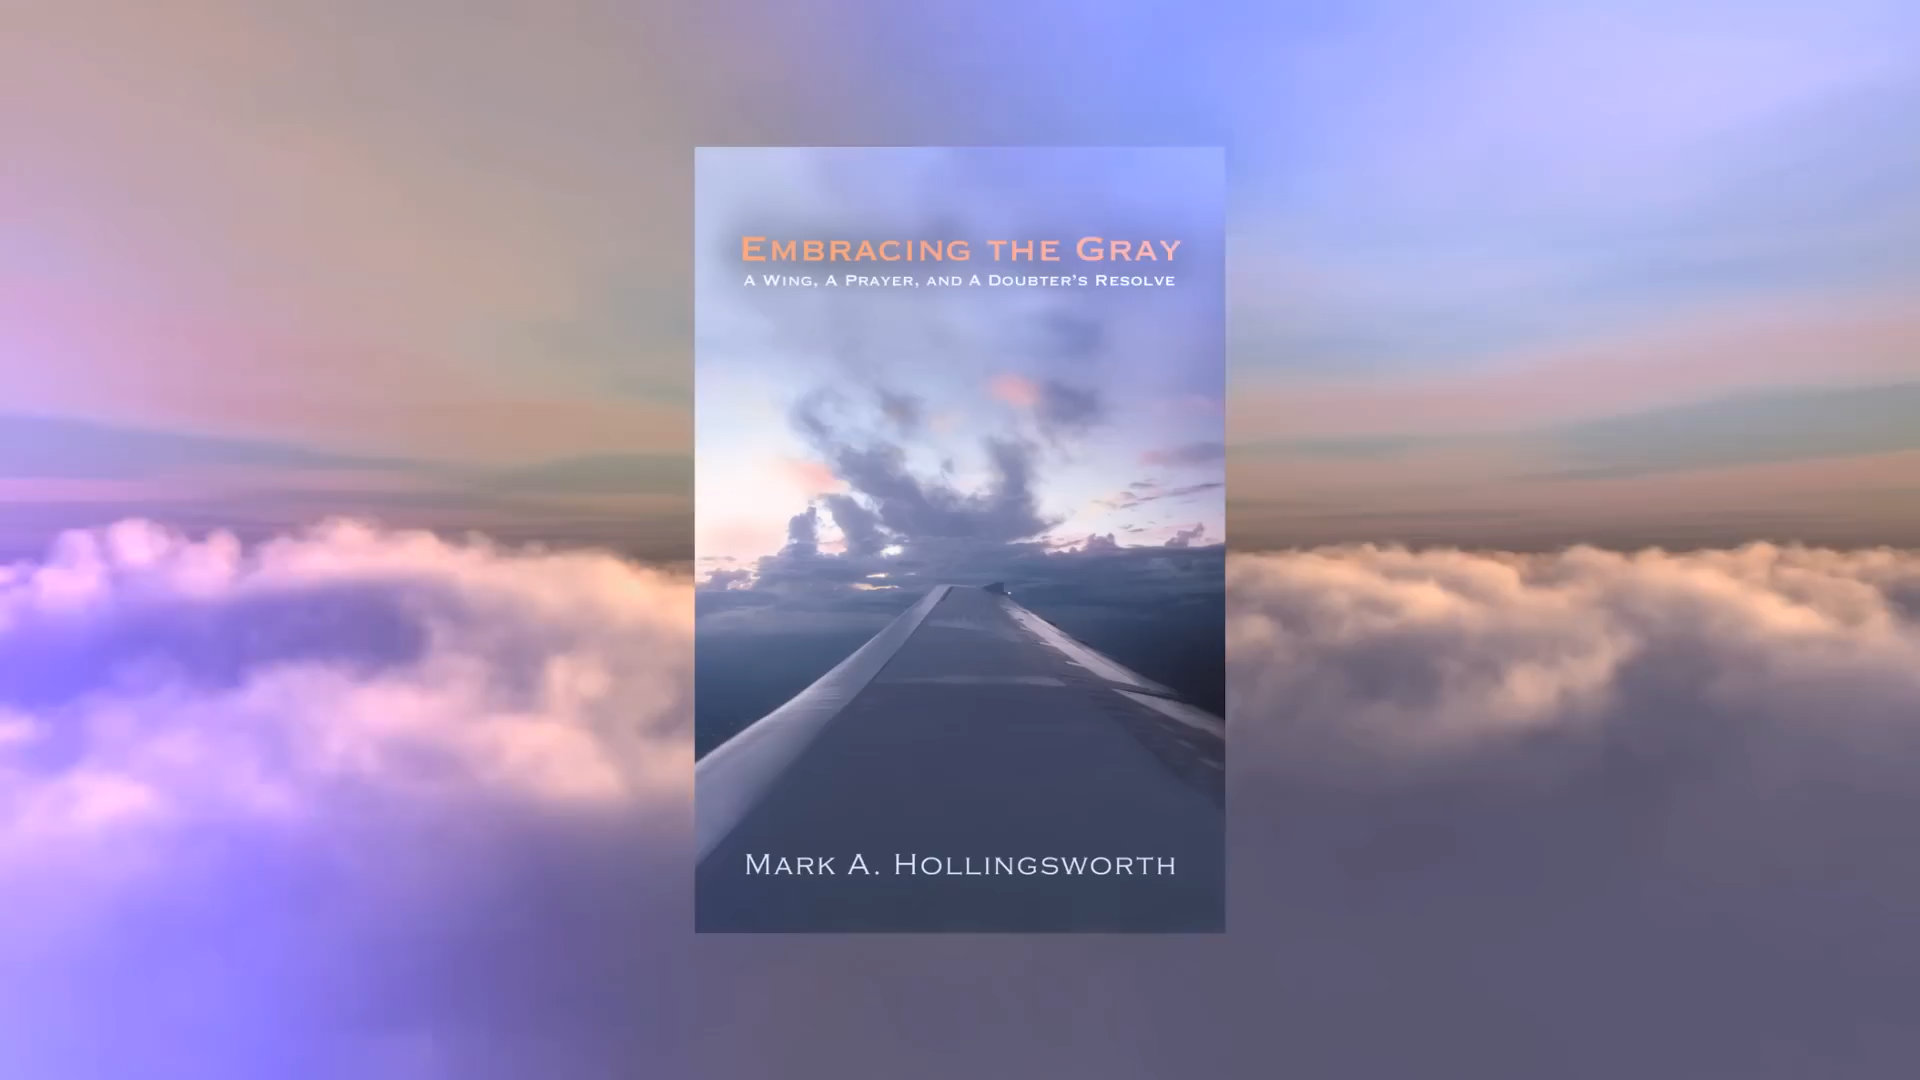 Embracing the Gray
A Wing, A Prayer, and A Doubter's Resolve
Mark A. Hollingsworth